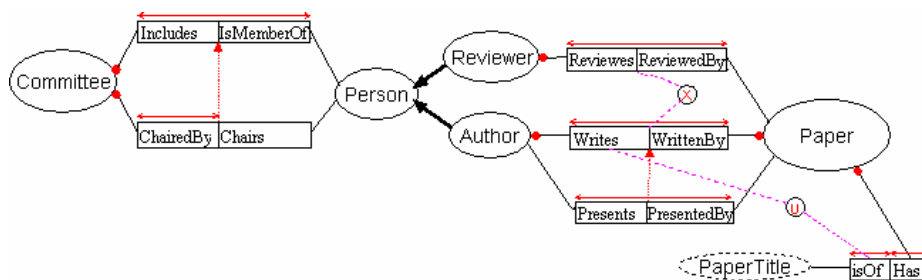 Includes IsMemberOf
Committee
ChairedBy Chairs
Person
Reviewer
Author
Reviewes ReviewedBy
X
Writes WrittenBy
Paper
Presents PresentedBy
U
PaperTitle
isOf Has